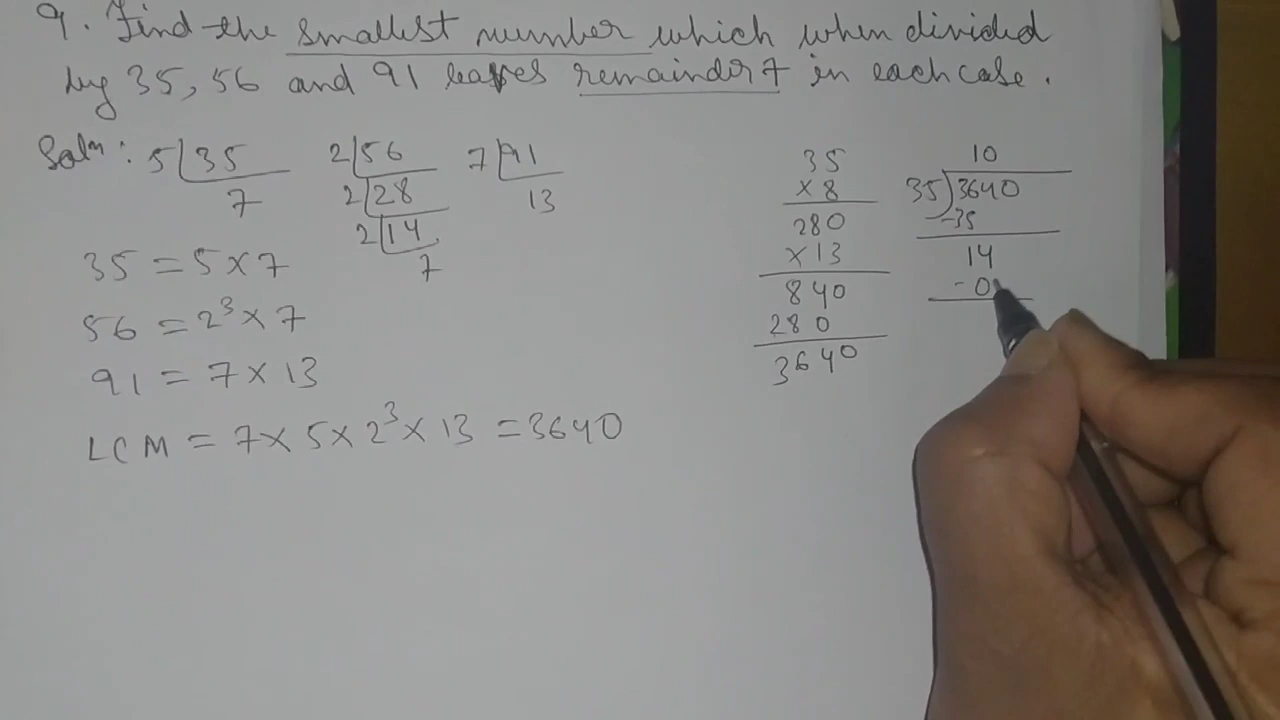 9. Find the smallest number which when divided
by 35, 56 and 91 leaves remainder 7 in each case.
Solⁿ: 5 35 2 56 7 91
7 2 28 13
2 14
7
35 = 5 × 7
56 = 2³ × 7
91 = 7 × 13
LCM = 7 × 5 × 2³ × 13 = 3640
35
× 8
280
× 13
840
280
3640
10
35 ) 3640
-35
14
-0